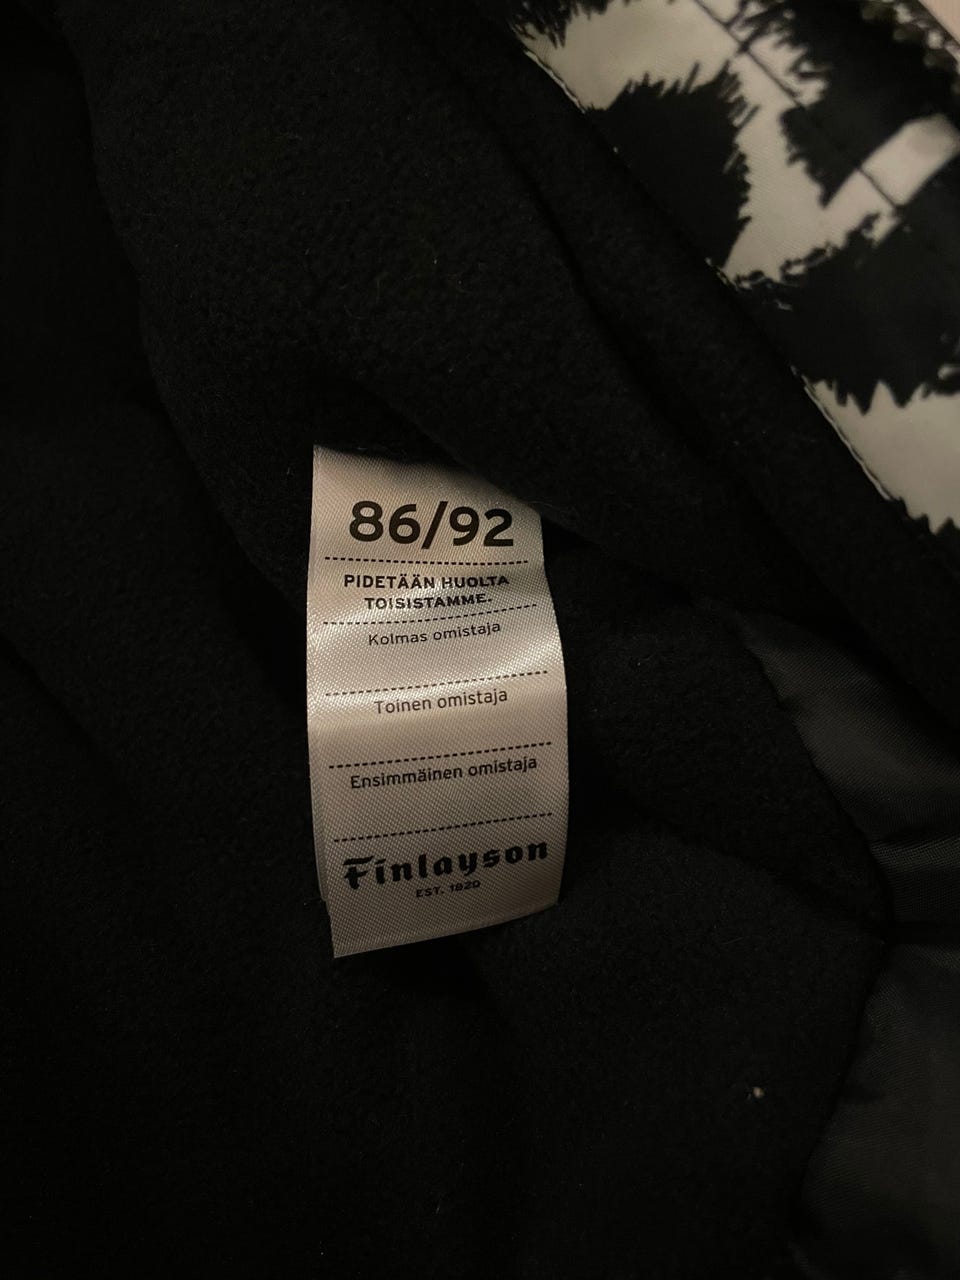 86/92
PIDETÄÄN HUOLTA
TOISISTAMME.
Kolmas omistaja
Toinen omistaja
Ensimmäinen omistaja
Finlayson
EST. 1820